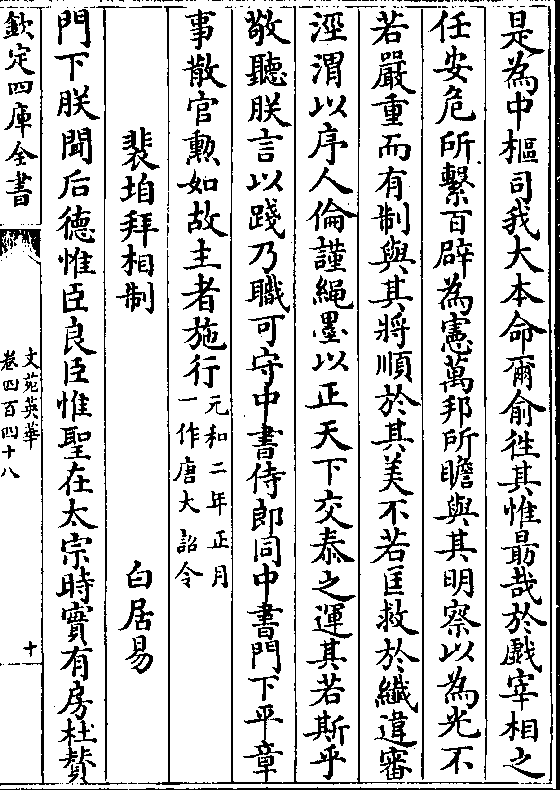 是為中樞司我大本命爾俞徃其惟勗哉於戲宰相之
任安危所繫百辟為憲萬邦所瞻與其明察以為光不
若嚴重而有制與其將順於其美不若匡救於纎違審
涇渭以序人倫謹繩墨以正天下交泰之運其若斯乎
敬聽朕言以踐乃職可守中書侍郎同中書門下平章
事散官勲如故主者施行元和二年正月
一作唐大詔令
裴垍拜相制　白居易
門下朕聞后德惟臣良臣惟聖在太宗時實有房杜賛
欽定四庫全書
文苑英華
卷四百四十八
十